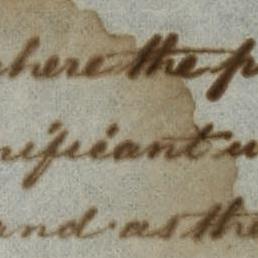 where the p
nificant u
and as the